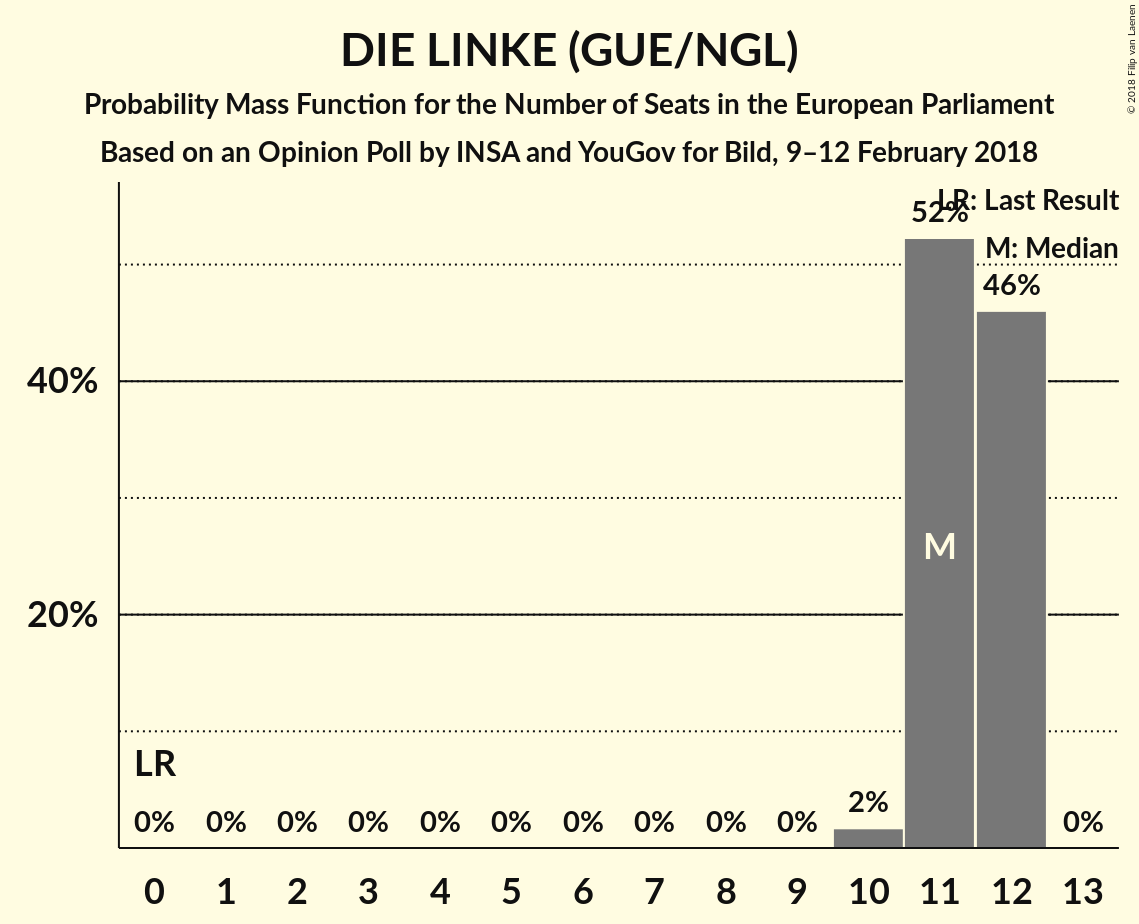 DIE LINKE (GUE/NGL)
Probability Mass Function for the Number of Seats in the European Parliament
Based on an Opinion Poll by INSA and YouGov for Bild, 9–12 February 2018
© 2018 Filip van Laenen
LR: Last Result
M: Median
52%
46%
40%
M
20%
LR
2%
0% 0% 0% 0% 0% 0% 0% 0% 0% 0% 0%
0 1 2 3 4 5 6 7 8 9 10 11 12 13